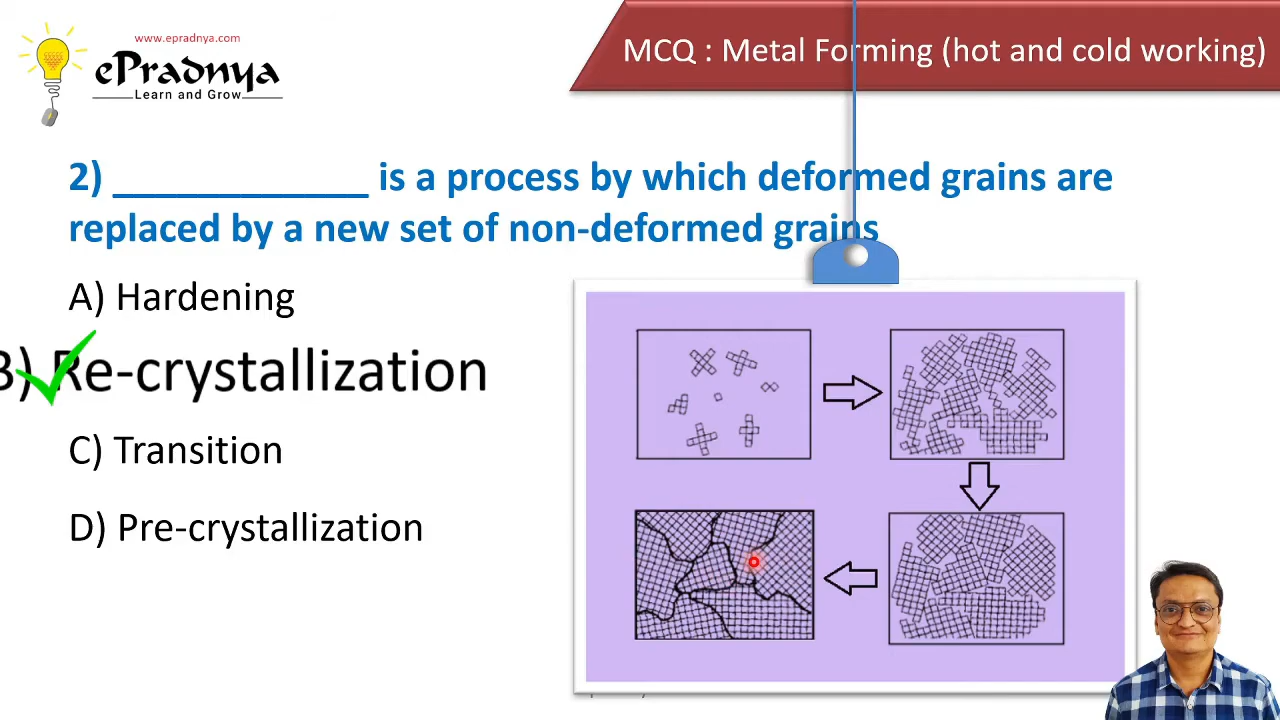 www.epradnya.com
ePradnya
Learn and Grow
MCQ : Metal Forming (hot and cold working)
2) ____________ is a process by which deformed grains are
replaced by a new set of non-deformed grains
A) Hardening
B) Re-crystallization
C) Transition
D) Pre-crystallization